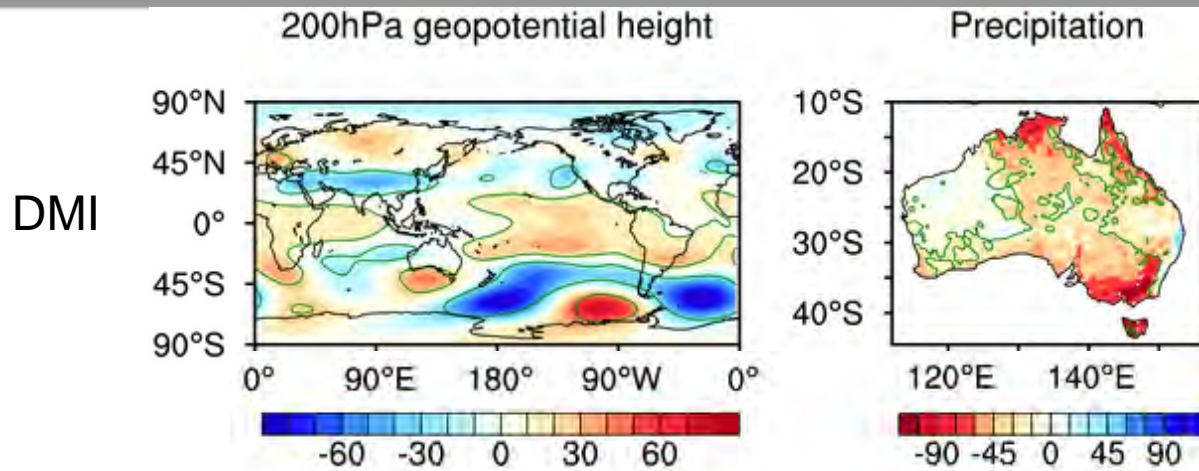 200hPa geopotential height
Precipitation
DMI
90°N
45°N
0°
45°S
90°S
0° 90°E 180° 90°W 0°
-60 -30 0 30 60
10°S
20°S
30°S
40°S
120°E 140°E
-90 -45 0 45 90